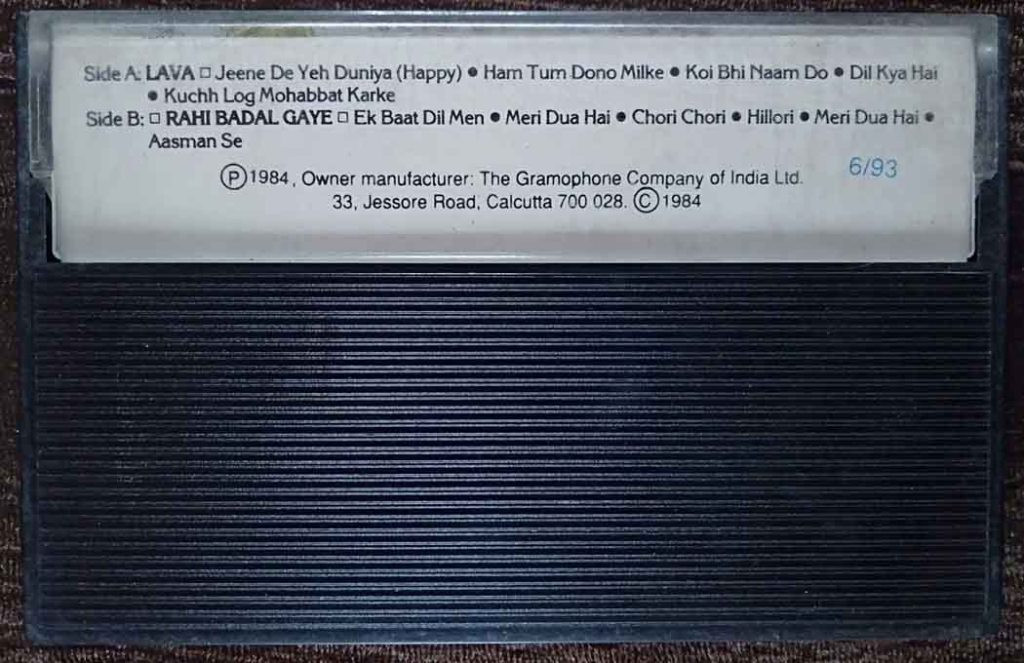 Side A: LAVA □ Jeene De Yeh Duniya (Happy) ● Ham Tum Dono Milke ● Koi Bhi Naam Do ● Dil Kya Hai
● Kuchh Log Mohabbat Karke
Side B: □ RAHI BADAL GAYE □ Ek Baat Dil Men ● Meri Dua Hai ● Chori Chori ● Hillori ● Meri Dua Hai ●
Aasman Se
Ⓟ1984, Owner manufacturer: The Gramophone Company of India Ltd.
6/93
33, Jessore Road, Calcutta 700 028. Ⓒ1984